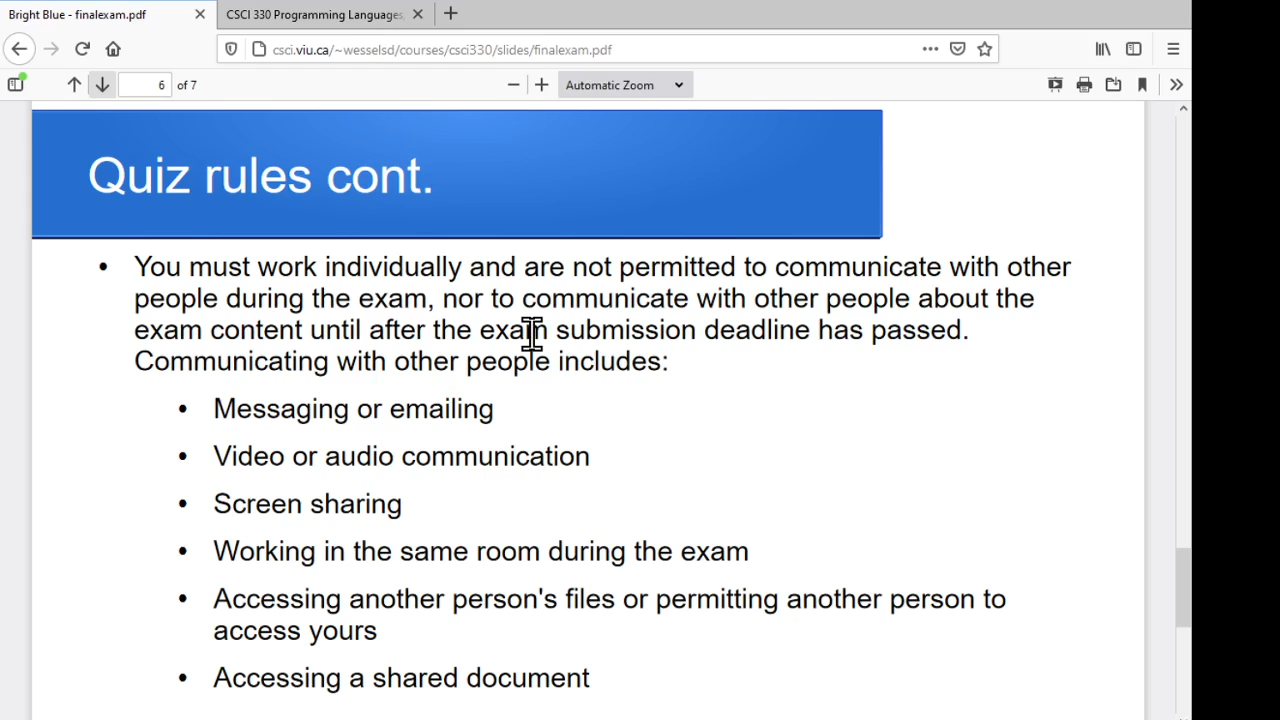 Bright Blue - finalexam.pdf
CSCI 330 Programming Languages,
csci.viu.ca/~wesselsd/courses/csci330/slides/finalexam.pdf
6 of 7
Automatic Zoom
Quiz rules cont.
• You must work individually and are not permitted to communicate with other
people during the exam, nor to communicate with other people about the
exam content until after the exam submission deadline has passed.
Communicating with other people includes:
• Messaging or emailing
• Video or audio communication
• Screen sharing
• Working in the same room during the exam
• Accessing another person's files or permitting another person to
access yours
• Accessing a shared document